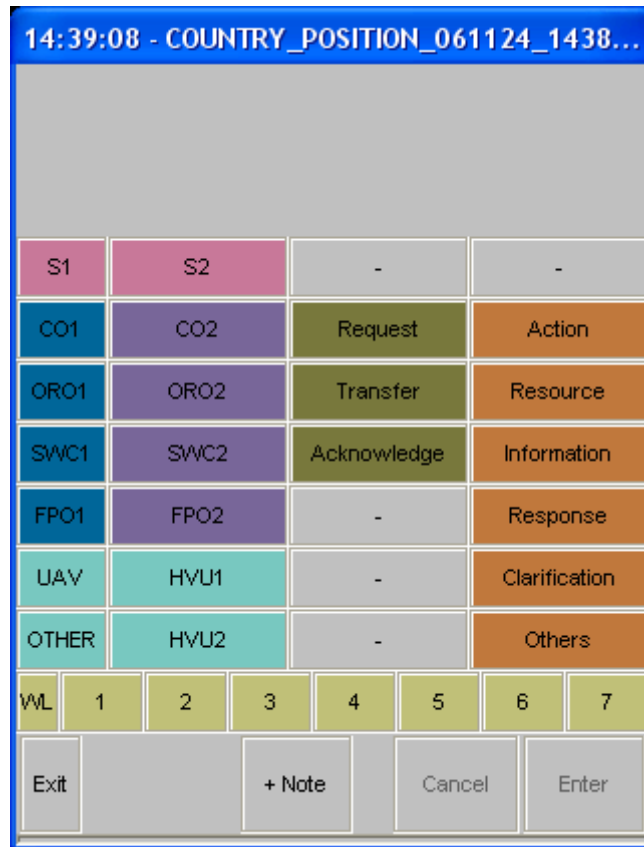 14:39:08 - COUNTRY_POSITION_061124_1438...
S1 S2 - -
CO1 CO2 Request Action
ORO1 ORO2 Transfer Resource
SWC1 SWC2 Acknowledge Information
FPO1 FPO2 - Response
UAV HVU1 - Clarification
OTHER HVU2 - Others
WL 1 2 3 4 5 6 7
Exit + Note Cancel Enter